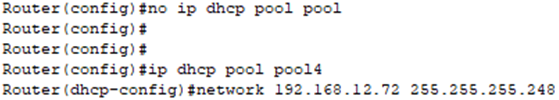 Router(config)#no ip dhcp pool pool
Router(config)#
Router(config)#
Router(config)#ip dhcp pool pool4
Router(dhcp-config)#network 192.168.12.72 255.255.255.248